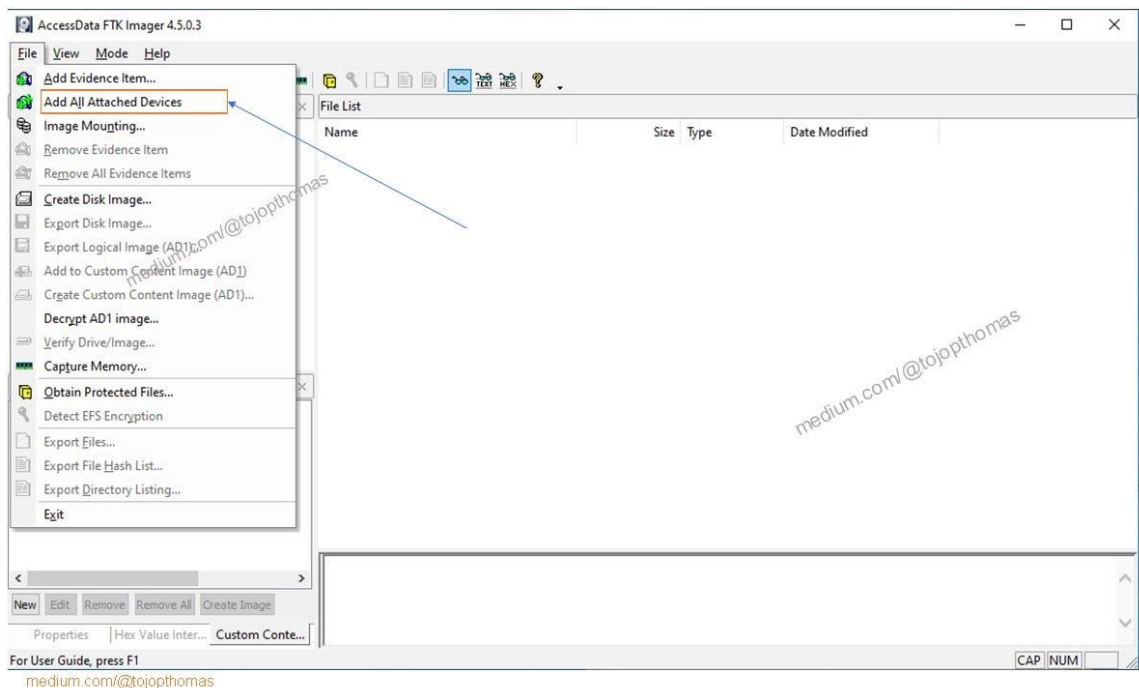 AccessData FTK Imager 4.5.0.3
File View Mode Help
Add Evidence Item...
Add All Attached Devices
Image Mounting...
Remove Evidence Item
Remove All Evidence Items
Create Disk Image...
Export Disk Image...
Export Logical Image (AD1)...
Add to Custom Content Image (AD1)
Create Custom Content Image (AD1)...
Decrypt AD1 image...
Verify Drive/Image...
Capture Memory...
Obtain Protected Files...
Detect EFS Encryption
Export Files...
Export File Hash List...
Export Directory Listing...
Exit
TEXT HEX
File List
Name Size Type Date Modified
medium.com/@tojopthomas
medium.com/@tojopthomas
New Edit Remove Remove All Create Image
Properties Hex Value Inter... Custom Conte...
For User Guide, press F1
CAP NUM
medium.com/@tojopthomas